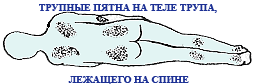 ТРУПНЫЕ ПЯТНА НА ТЕЛЕ ТРУПА,
ЛЕЖАЩЕГО НА СПИНЕ